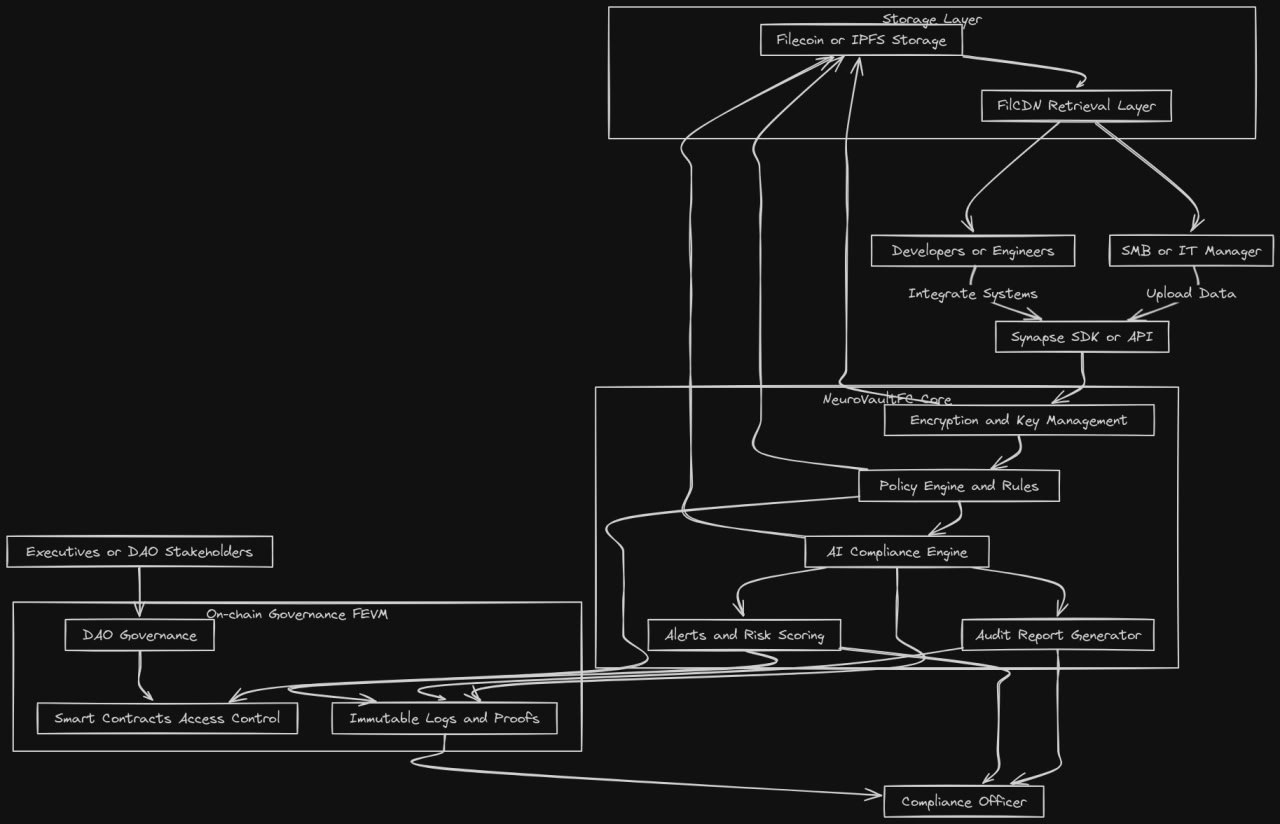 Storage Layer
Filecoin or IPFS Storage
FilCDN Retrieval Layer
Developers or Engineers
SMB or IT Manager
Integrate Systems
Upload Data
Synapse SDK or API
NeuroVaultFC Core
Encryption and Key Management
Policy Engine and Rules
Executives or DAO Stakeholders
AI Compliance Engine
On-chain Governance FEVM
DAO Governance
Alerts and Risk Scoring
Audit Report Generator
Smart Contracts Access Control
Immutable Logs and Proofs
Compliance Officer